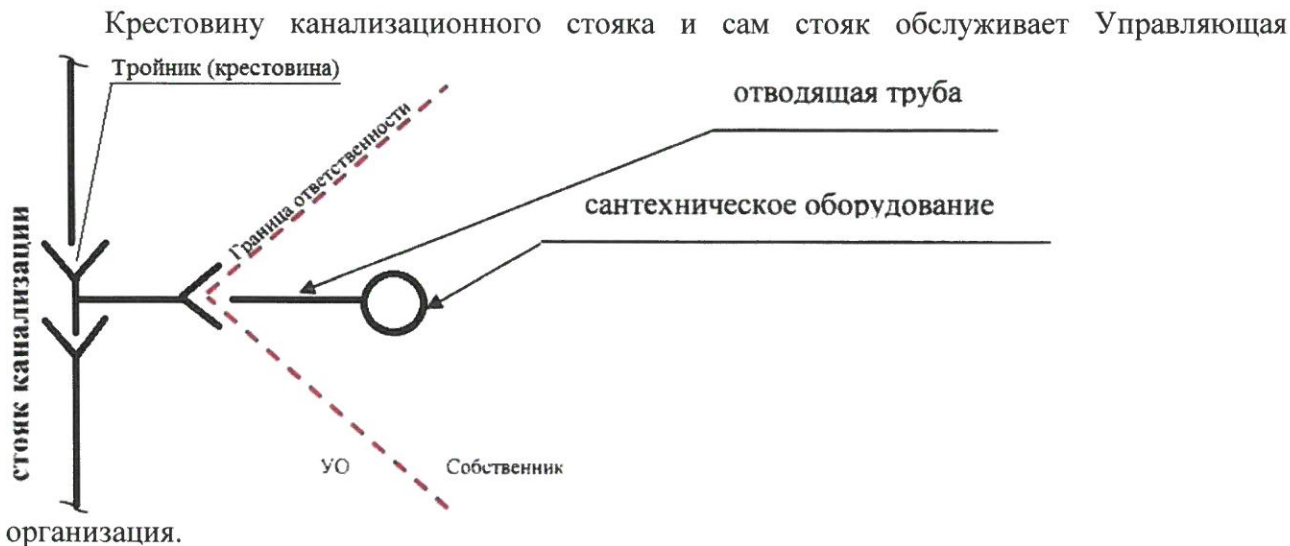 Крестовину канализационного стояка и сам стояк обслуживает Управляющая
Тройник (крестовина)
отводящая труба
Граница ответственности
сантехническое оборудование
стояк канализации
УО
Собственник
организация.